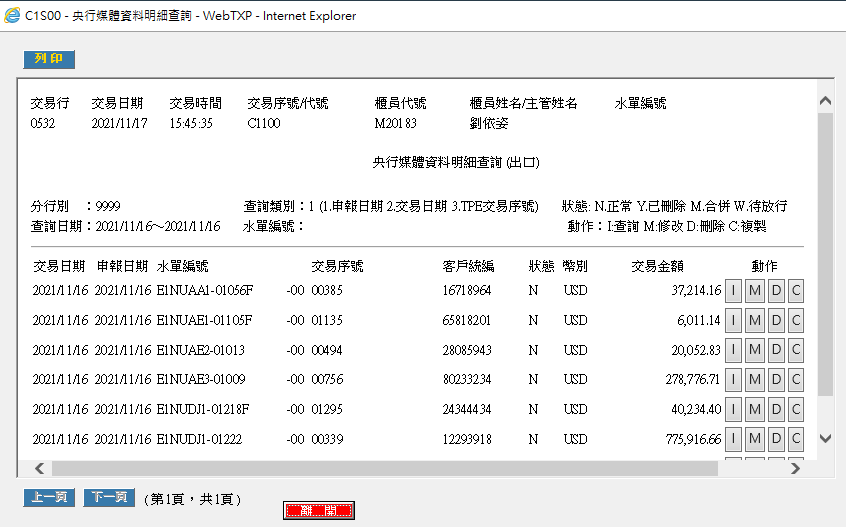 C1S00 - 央行媒體資料明細查詢 - WebTXP - Internet Explorer
列 印
交易行 交易日期 交易時間 交易序號/代號 櫃員代號 櫃員姓名/主管姓名 水單編號
0532 2021/11/17 15:45:35 C1100 M20183 劉依姿
央行媒體資料明細查詢 (出口)
分行別 ：9999 查詢類別：1 (1.申報日期 2.交易日期 3.TPE交易序號) 狀態: N.正常 Y.已刪除 M.合併 W.待放行
查詢日期：2021/11/16～2021/11/16 水單編號： 動作：I:查詢 M:修改 D:刪除 C:複製
交易日期 申報日期 水單編號 交易序號 客戶統編 狀態 幣別 交易金額 動作
2021/11/16 2021/11/16 E1NUAA1-01056F -00 00385 16718964 N USD 37,214.16 I M D C
2021/11/16 2021/11/16 E1NUAE1-01105F -00 01135 65818201 N USD 6,011.14 I M D C
2021/11/16 2021/11/16 E1NUAE2-01013 -00 00494 28085943 N USD 20,052.83 I M D C
2021/11/16 2021/11/16 E1NUAE3-01009 -00 00756 80233234 N USD 278,776.71 I M D C
2021/11/16 2021/11/16 E1NUDJ1-01218F -00 01295 24344434 N USD 40,234.40 I M D C
2021/11/16 2021/11/16 E1NUDJ1-01222 -00 00339 12293918 N USD 775,916.66 I M D C
上一頁 下一頁 (第1頁，共1頁)
離 開